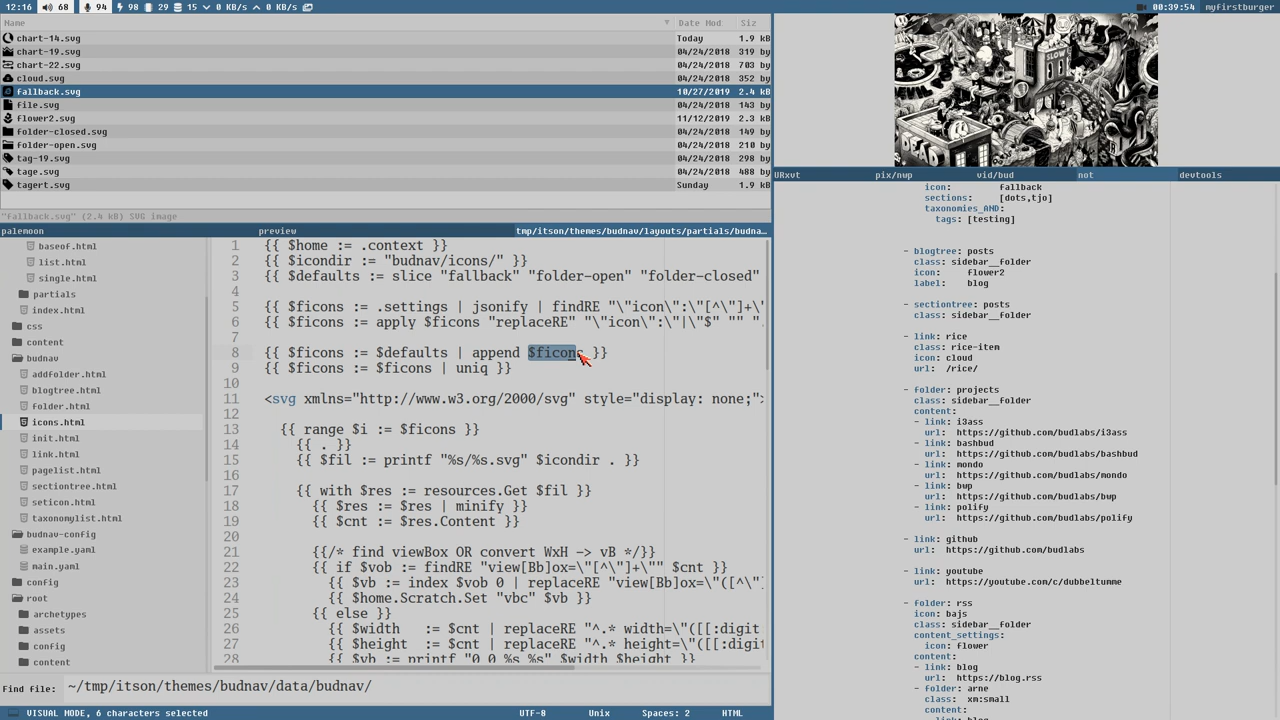 12:16 68 94 98 29 15 0 KB/s 0 KB/s
00:39:54 myfirstburger
Name Date Mod Siz
chart-14.svg Today 1.9 k
chart-19.svg 04/24/2018 319 by
chart-22.svg 04/24/2018 703 by
cloud.svg 04/24/2018 352 by
fallback.svg 10/27/2019 2.4 k
file.svg 04/24/2018 143 by
flower2.svg 11/12/2019 2.3 k
folder-closed.svg 04/24/2018 149 by
folder-open.svg 04/24/2018 210 by
tag-19.svg 04/24/2018 298 by
tage.svg 04/24/2018 488 by
tagert.svg Sunday 1.9 k
"fallback.svg" (2.4 kB) SVG image
palemoon preview tmp/itson/themes/budnav/layouts/partials/budna…
baseof.html
list.html
single.html
partials
index.html
css
content
budnav
addfolder.html
blogtree.html
folder.html
icons.html
init.html
link.html
pagelist.html
sectiontree.html
seticon.html
taxonomylist.html
budnav-config
example.yaml
main.yaml
config
root
archetypes
assets
content
1 {{ $home := .context }}
2 {{ $icondir := "budnav/icons/" }}
3 {{ $defaults := slice "fallback" "folder-open" "folder-closed"
4
5 {{ $ficons := .settings | jsonify | findRE "\"icon\":\"[^\"]+\"
6 {{ $ficons := apply $ficons "replaceRE" "\"icon\":\"|\"$" "" ".
7
8 {{ $ficons := $defaults | append $ficons }}
9 {{ $ficons := $ficons | uniq }}
10
11 <svg xmlns="http://www.w3.org/2000/svg" style="display: none;">
12
13 {{ range $i := $ficons }}
14 {{ . }}
15 {{ $fil := printf "%s/%s.svg" $icondir . }}
16
17 {{ with $res := resources.Get $fil }}
18 {{ $res := $res | minify }}
19 {{ $cnt := $res.Content }}
20
21 {{/* find viewBox OR convert WxH -> vB */}}
22 {{ if $vob := findRE "view[Bb]ox=\"[^\"]+\"" $cnt }}
23 {{ $vb := index $vob 0 | replaceRE "view[Bb]ox=\"([^\
24 {{ $home.Scratch.Set "vbc" $vb }}
25 {{ else }}
26 {{ $width := $cnt | replaceRE "^.* width=\"([[:digit
27 {{ $height := $cnt | replaceRE "^.* height=\"([[:digit
28 {{ $vb := printf "0 0 %s %s" $width $height }}
Find file: ~/tmp/itson/themes/budnav/data/budnav/
VISUAL MODE, 6 characters selected UTF-8 Unix Spaces: 2 HTML
SLOW
DEAD
URxvt pix/nwp vid/bud not devtools
icon: fallback
sections: [dots,tjo]
taxonomies_AND:
tags: [testing]
- blogtree: posts
class: sidebar__folder
icon: flower2
label: blog
- sectiontree: posts
class: sidebar__folder
- link: rice
class: rice-item
icon: cloud
url: /rice/
- folder: projects
class: sidebar__folder
content:
- link: i3ass
url: https://github.com/budlabs/i3ass
- link: bashbud
url: https://github.com/budlabs/bashbud
- link: mondo
url: https://github.com/budlabs/mondo
- link: bwp
url: https://github.com/budlabs/bwp
- link: polify
url: https://github.com/budlabs/polify
- link: github
url: https://github.com/budlabs
- link: youtube
url: https://youtube.com/c/dubbeltumme
- folder: rss
icon: bajs
class: sidebar__folder
content_settings:
icon: flower
content:
- link: blog
url: https://blog.rss
- folder: arne
class: xm:small
content: